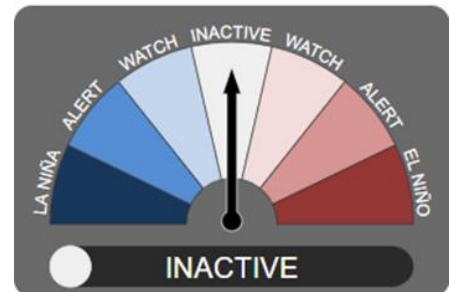 LA NIÑA
ALERT
WATCH
INACTIVE
WATCH
ALERT
EL NIÑO
INACTIVE